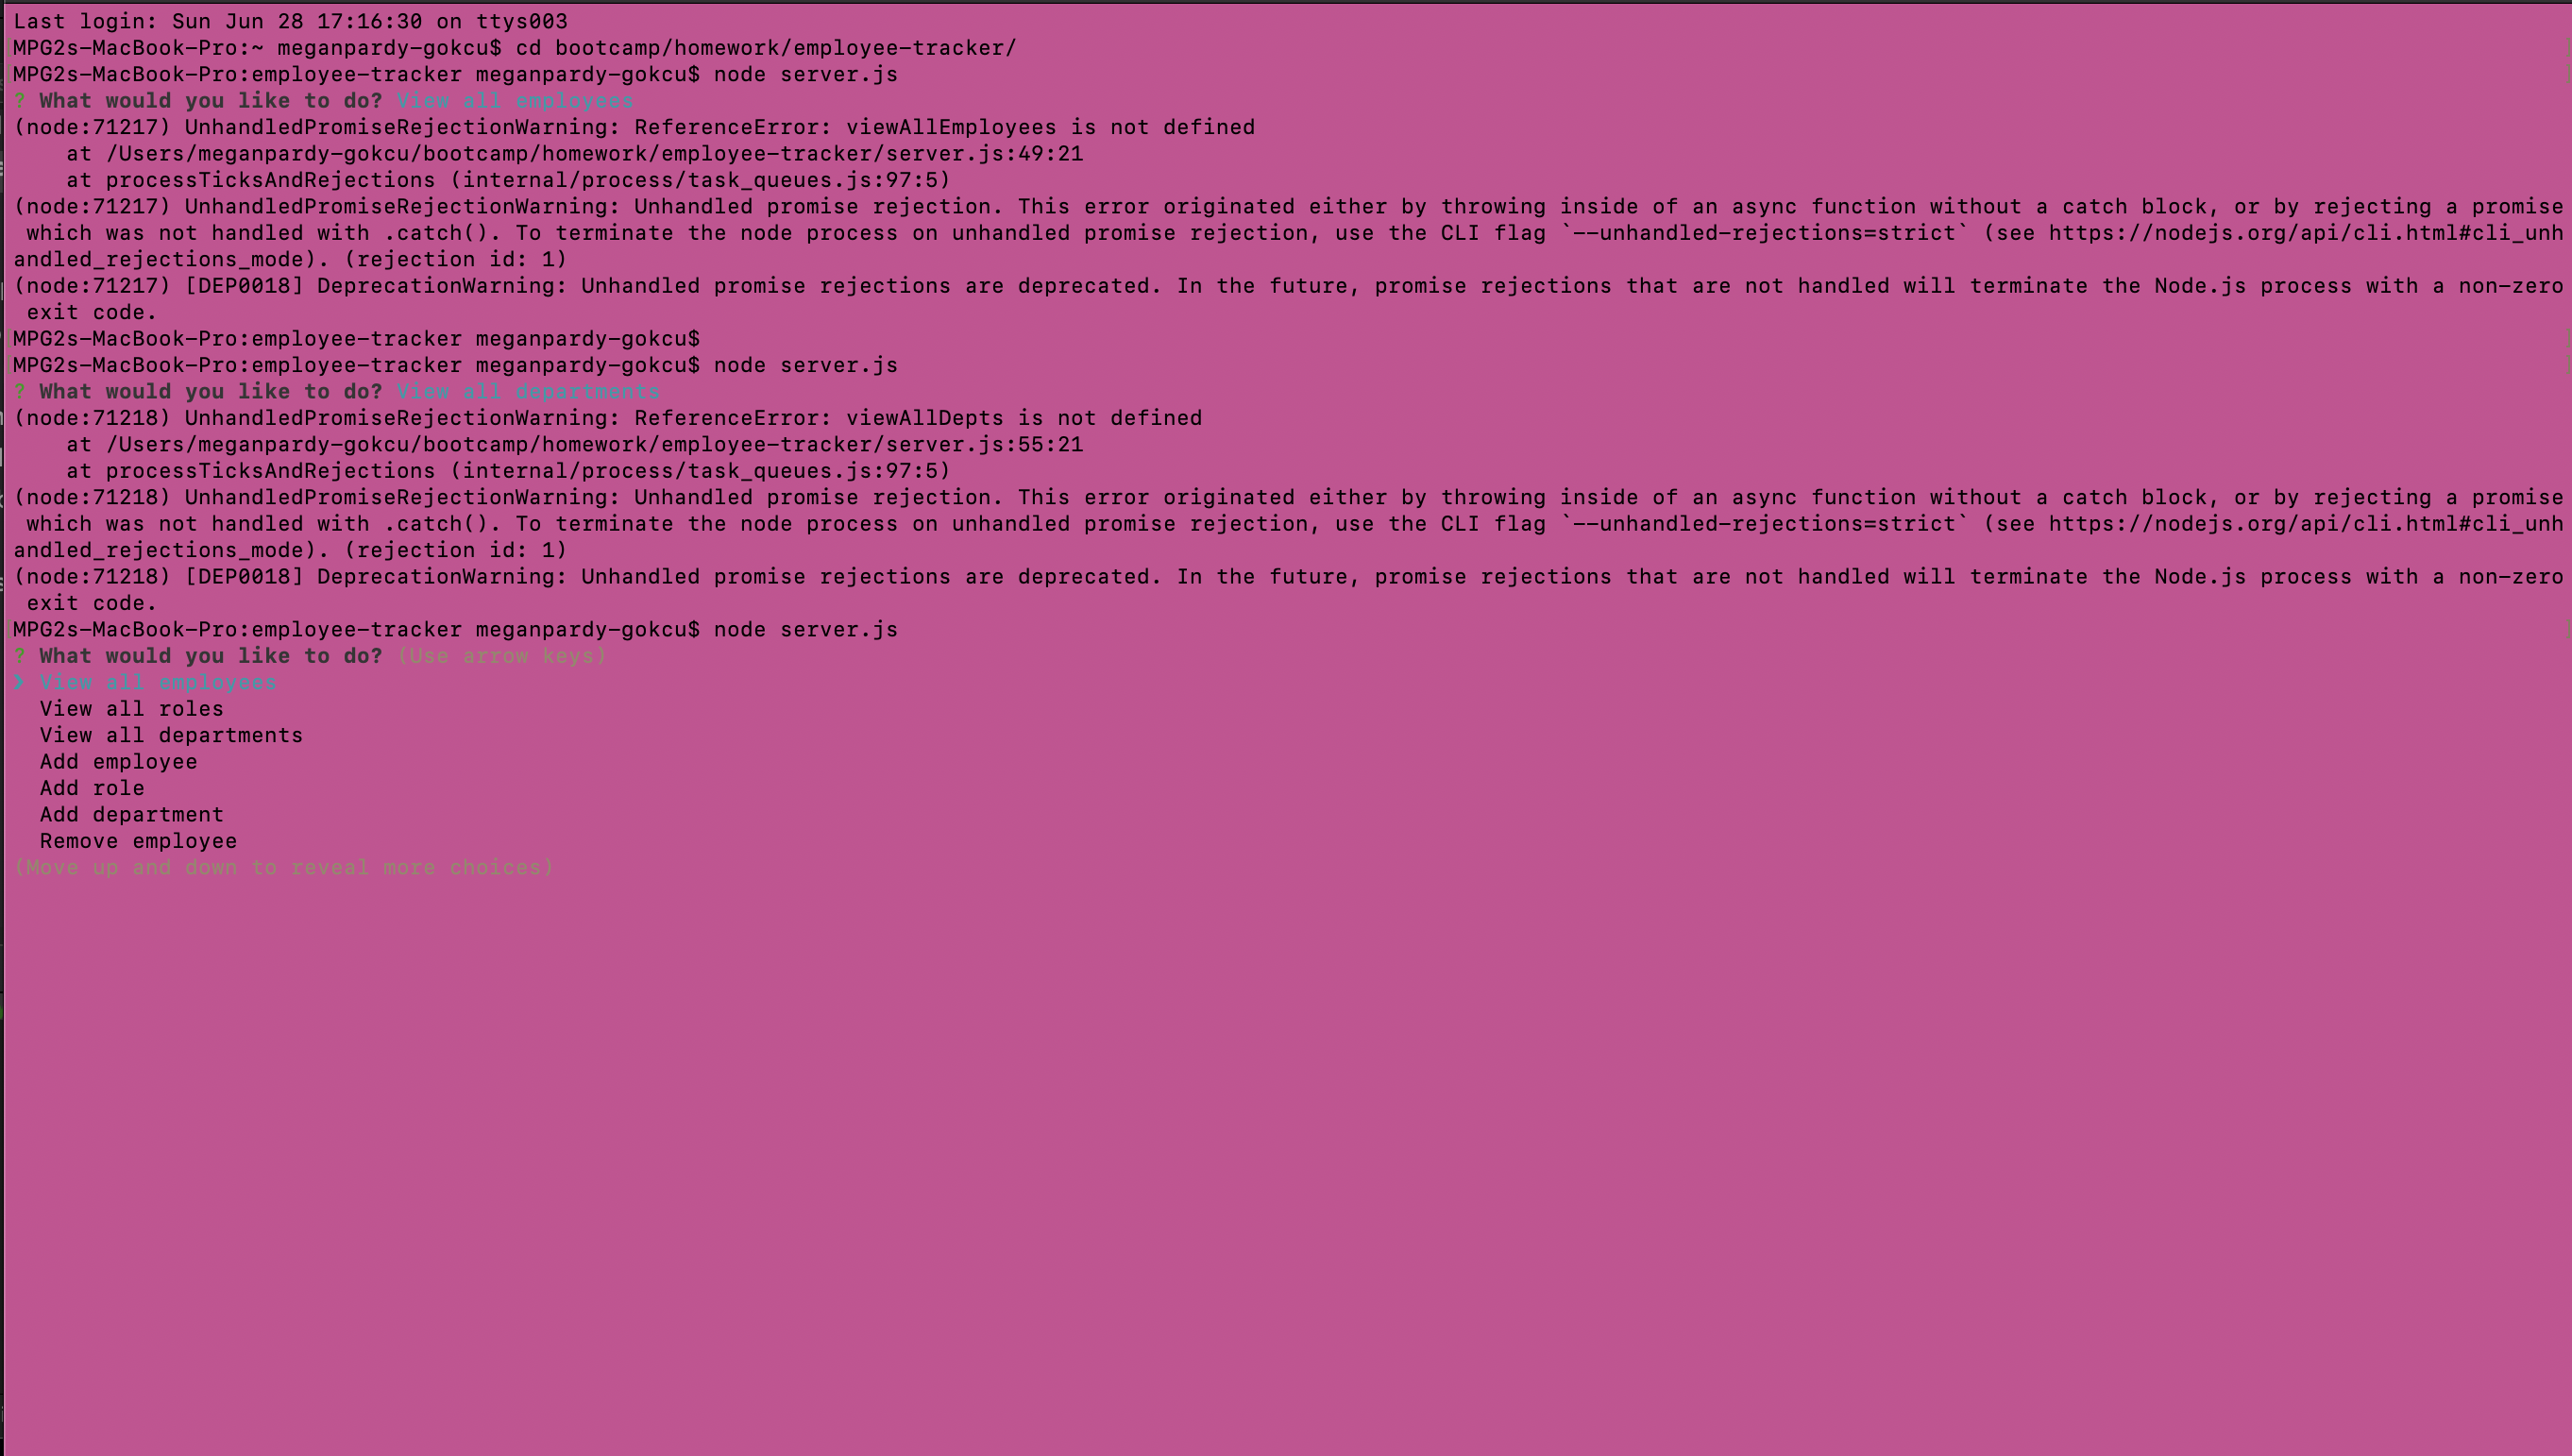 Last login: Sun Jun 28 17:16:30 on ttys003
MPG2s-MacBook-Pro:~ meganpardy-gokcu$ cd bootcamp/homework/employee-tracker/
MPG2s-MacBook-Pro:employee-tracker meganpardy-gokcu$ node server.js
? What would you like to do? View all employees
(node:71217) UnhandledPromiseRejectionWarning: ReferenceError: viewAllEmployees is not defined
    at /Users/meganpardy-gokcu/bootcamp/homework/employee-tracker/server.js:49:21
    at processTicksAndRejections (internal/process/task_queues.js:97:5)
(node:71217) UnhandledPromiseRejectionWarning: Unhandled promise rejection. This error originated either by throwing inside of an async function without a catch block, or by rejecting a promise
 which was not handled with .catch(). To terminate the node process on unhandled promise rejection, use the CLI flag `--unhandled-rejections=strict` (see https://nodejs.org/api/cli.html#cli_unh
andled_rejections_mode). (rejection id: 1)
(node:71217) [DEP0018] DeprecationWarning: Unhandled promise rejections are deprecated. In the future, promise rejections that are not handled will terminate the Node.js process with a non-zero
 exit code.
MPG2s-MacBook-Pro:employee-tracker meganpardy-gokcu$
MPG2s-MacBook-Pro:employee-tracker meganpardy-gokcu$ node server.js
? What would you like to do? View all departments
(node:71218) UnhandledPromiseRejectionWarning: ReferenceError: viewAllDepts is not defined
    at /Users/meganpardy-gokcu/bootcamp/homework/employee-tracker/server.js:55:21
    at processTicksAndRejections (internal/process/task_queues.js:97:5)
(node:71218) UnhandledPromiseRejectionWarning: Unhandled promise rejection. This error originated either by throwing inside of an async function without a catch block, or by rejecting a promise
 which was not handled with .catch(). To terminate the node process on unhandled promise rejection, use the CLI flag `--unhandled-rejections=strict` (see https://nodejs.org/api/cli.html#cli_unh
andled_rejections_mode). (rejection id: 1)
(node:71218) [DEP0018] DeprecationWarning: Unhandled promise rejections are deprecated. In the future, promise rejections that are not handled will terminate the Node.js process with a non-zero
 exit code.
MPG2s-MacBook-Pro:employee-tracker meganpardy-gokcu$ node server.js
? What would you like to do? (Use arrow keys)
❯ View all employees
  View all roles
  View all departments
  Add employee
  Add role
  Add department
  Remove employee
(Move up and down to reveal more choices)